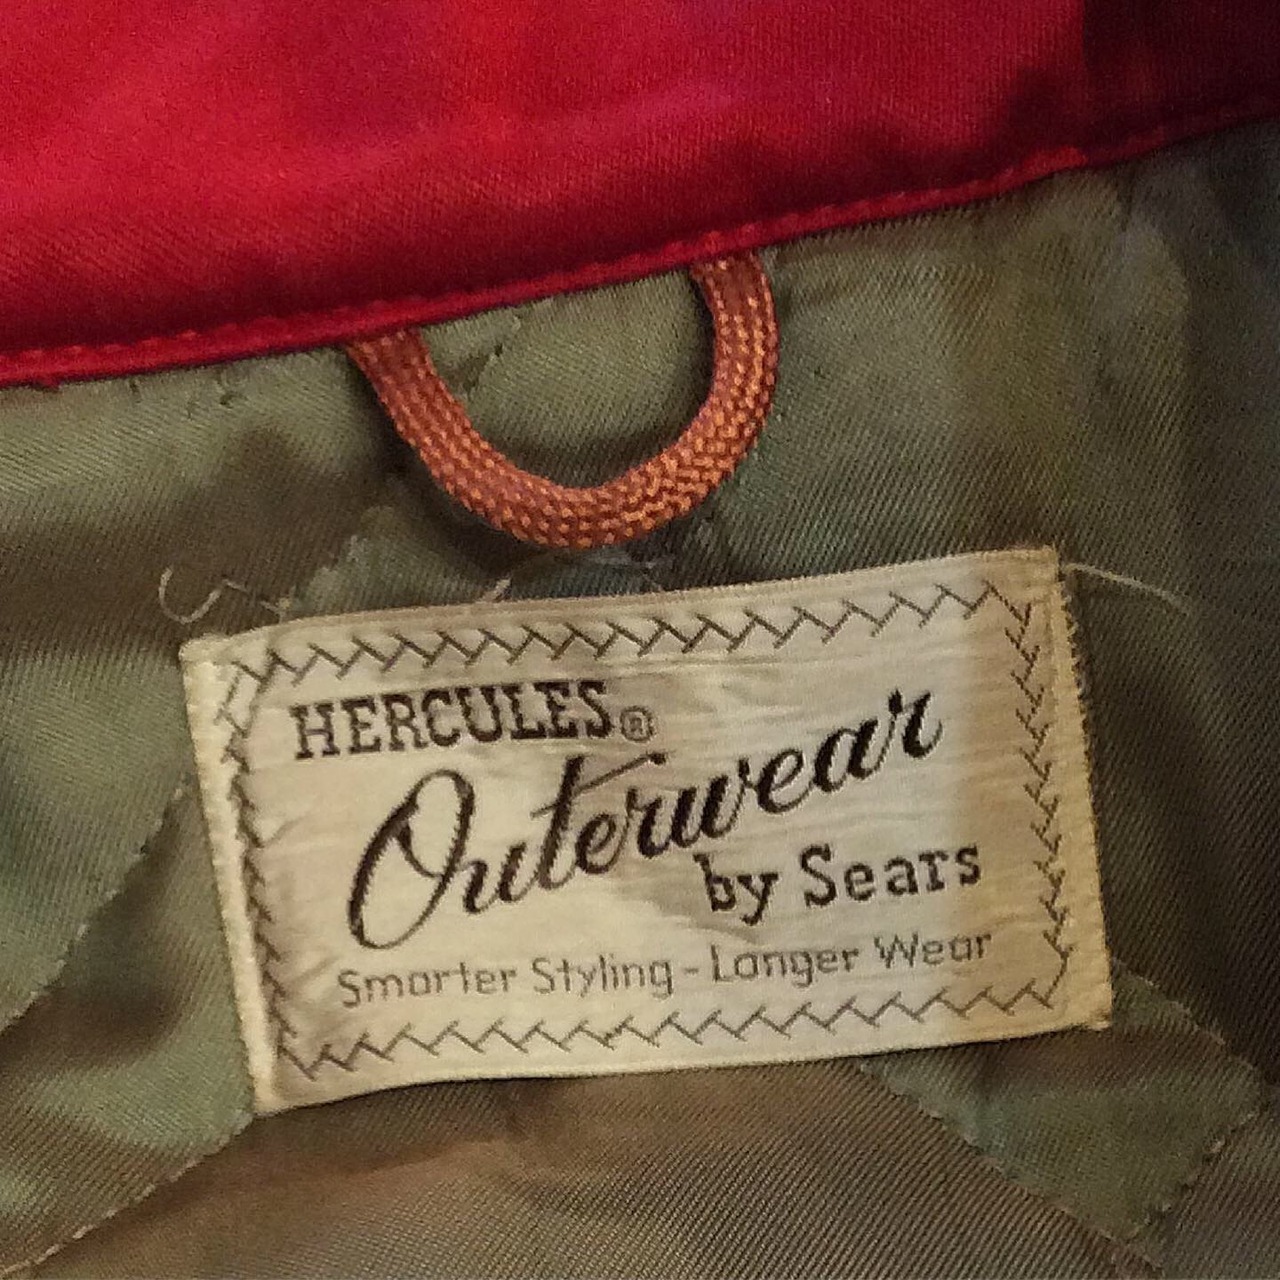 HERCULES®
Outerwear
by Sears
Smarter Styling - Longer Wear